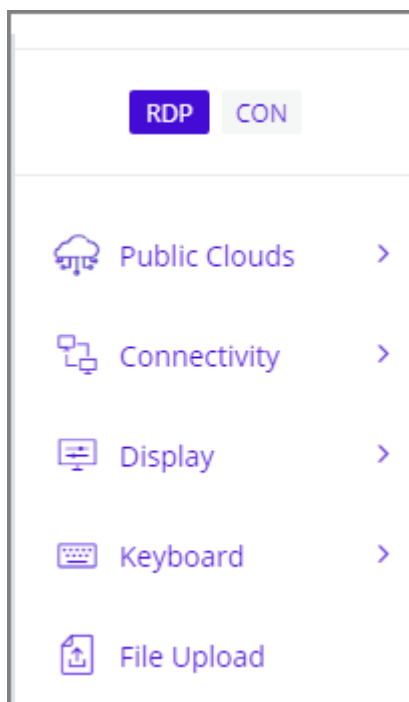 RDP CON
Public Clouds
Connectivity
Display
Keyboard
File Upload